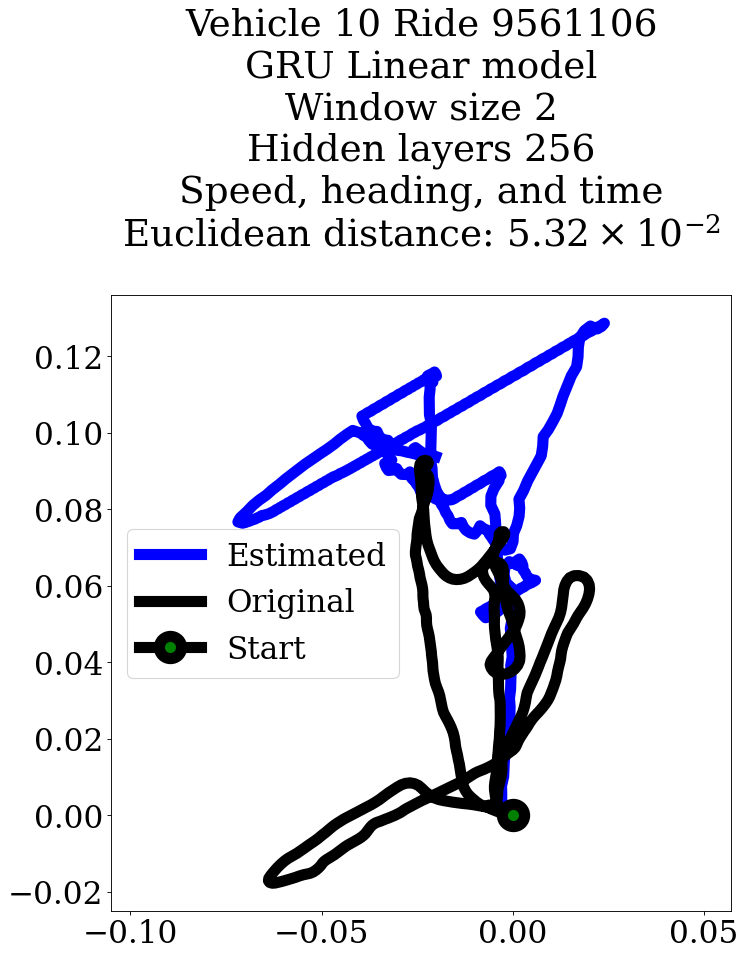 Vehicle 10 Ride 9561106
GRU Linear model
Window size 2
Hidden layers 256
Speed, heading, and time
Euclidean distance: 5.32 × 10⁻²
0.12
0.10
0.08
0.06
0.04
0.02
0.00
−0.02
Estimated
Original
Start
−0.10 −0.05 0.00 0.05